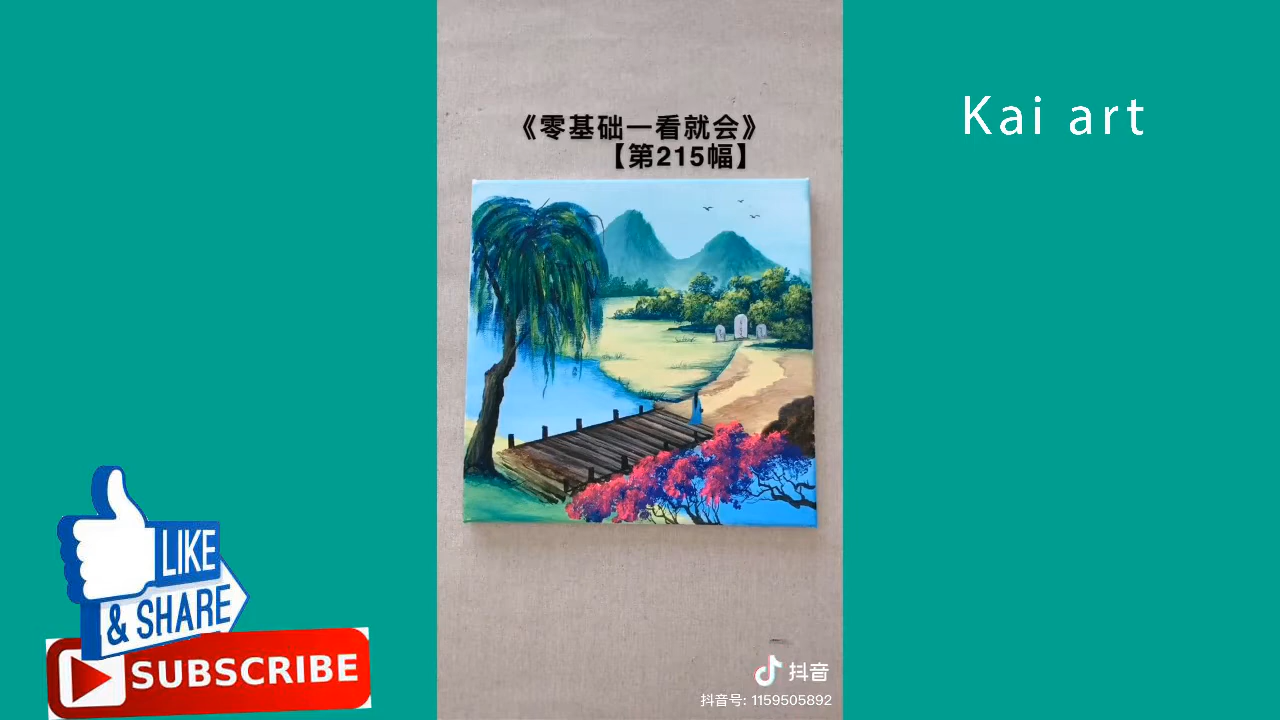 Kai art
《零基础一看就会》
【第215幅】
LIKE
& SHARE
SUBSCRIBE
抖音
抖音号: 1159505892